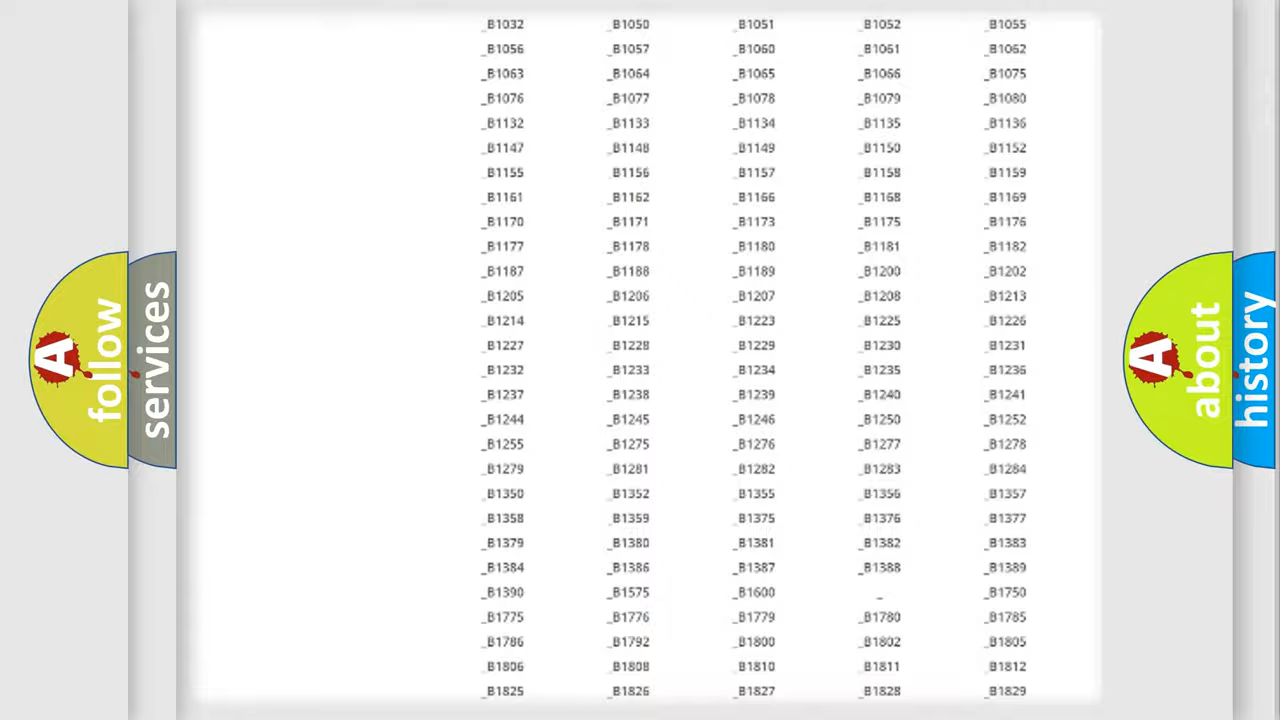 _B1032 _B1050 _B1051 _B1052 _B1055
_B1056 _B1057 _B1060 _B1061 _B1062
_B1063 _B1064 _B1065 _B1066 _B1075
_B1076 _B1077 _B1078 _B1079 _B1080
_B1132 _B1133 _B1134 _B1135 _B1136
_B1147 _B1148 _B1149 _B1150 _B1152
_B1155 _B1156 _B1157 _B1158 _B1159
_B1161 _B1162 _B1166 _B1168 _B1169
_B1170 _B1171 _B1173 _B1175 _B1176
_B1177 _B1178 _B1180 _B1181 _B1182
_B1187 _B1188 _B1189 _B1200 _B1202
_B1205 _B1206 _B1207 _B1208 _B1213
_B1214 _B1215 _B1223 _B1225 _B1226
_B1227 _B1228 _B1229 _B1230 _B1231
_B1232 _B1233 _B1234 _B1235 _B1236
_B1237 _B1238 _B1239 _B1240 _B1241
_B1244 _B1245 _B1246 _B1250 _B1252
_B1255 _B1275 _B1276 _B1277 _B1278
_B1279 _B1281 _B1282 _B1283 _B1284
_B1350 _B1352 _B1355 _B1356 _B1357
_B1358 _B1359 _B1375 _B1376 _B1377
_B1379 _B1380 _B1381 _B1382 _B1383
_B1384 _B1386 _B1387 _B1388 _B1389
_B1390 _B1575 _B1600 _ _B1750
_B1775 _B1776 _B1779 _B1780 _B1785
_B1786 _B1792 _B1800 _B1802 _B1805
_B1806 _B1808 _B1810 _B1811 _B1812
_B1825 _B1826 _B1827 _B1828 _B1829
A
follow
services
A
about
history